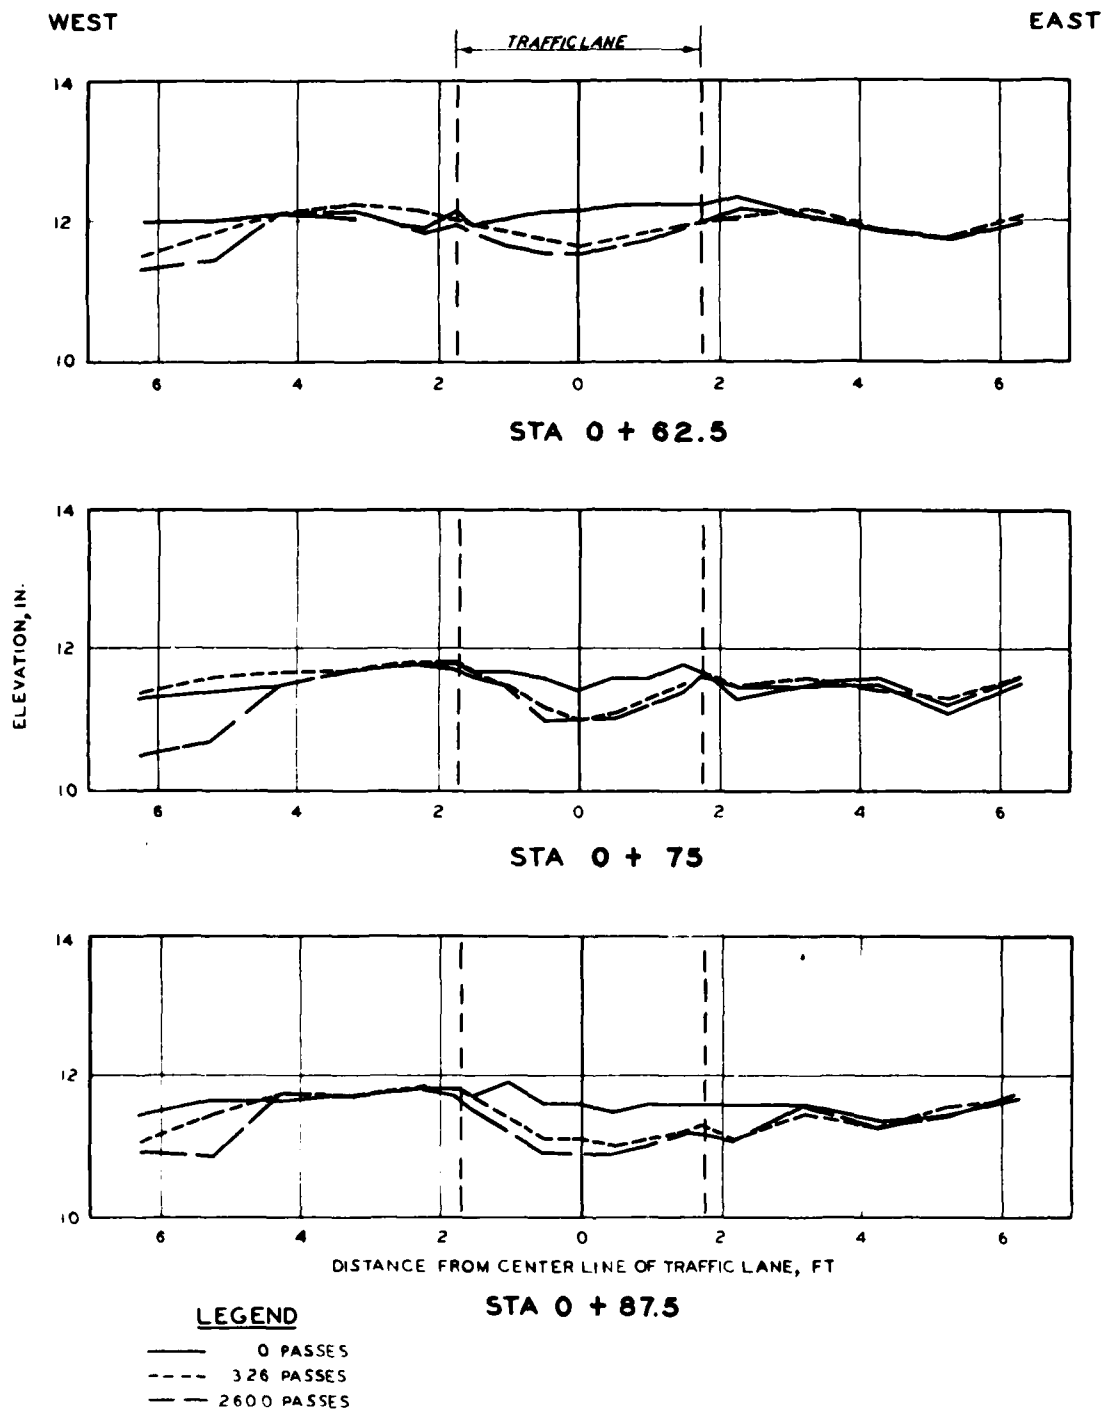 WEST EAST
TRAFFIC LANE
14
12
10
6 4 2 0 2 4 6
STA 0 + 62.5
14
12
10
6 4 2 0 2 4 6
STA 0 + 75
ELEVATION, IN.
14
12
10
6 4 2 0 2 4 6
DISTANCE FROM CENTER LINE OF TRAFFIC LANE, FT
STA 0 + 87.5
LEGEND
0 PASSES
326 PASSES
2600 PASSES